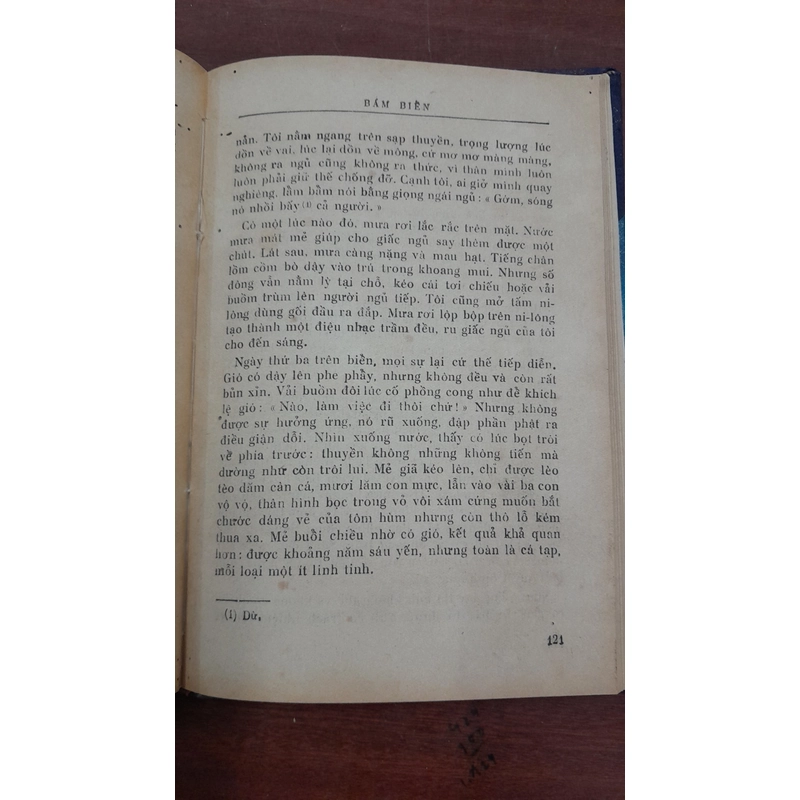 BÁM BIỂN
nằn. Tôi nằm ngang trên sạp thuyền, trọng lượng lúc
dồn về vai, lúc lại dồn về mông, cứ mơ mơ màng màng,
không ra ngủ cũng không ra thức, vì thân mình luôn
luôn phải giữ thế chống đỡ. Cạnh tôi, ai giở mình quay
nghiêng, lầm bầm nói bằng giọng ngái ngủ: « Gớm, sóng
nó nhồi bấy (1) cả người. »
Có một lúc nào đó, mưa rơi lắc rắc trên mặt. Nước
mưa mát mẻ giúp cho giấc ngủ say thêm được một
chút. Lát sau, mưa càng nặng và mau hạt. Tiếng chân
lồm cồm bò dậy vào trú trong khoang mui. Nhưng số
đông vẫn nằm lỳ tại chỗ, kéo cái tơi chiếu hoặc vải
buồm trùm lên người ngủ tiếp. Tôi cũng mở tấm ni-
lông dùng gối đầu ra đắp. Mưa rơi lộp bộp trên ni-lông
tạo thành một điệu nhạc trầm đều, ru giấc ngủ của tôi
cho đến sáng.
Ngày thứ ba trên biển, mọi sự lại cứ thế tiếp diễn.
Gió có dậy lên phe phẩy, nhưng không đều và còn rất
bủn xỉn. Vải buồm đôi lúc cố phồng cong như để khích
lệ gió: « Nào, làm việc đi thôi chứ! » Nhưng không
được sự hưởng ứng, nó rũ xuống, đập phần phật ra
điều giận dỗi. Nhìn xuống nước, thấy có lúc bọt trôi
về phía trước: thuyền không những không tiến mà
dường như còn trôi lui. Mẻ giã kéo lên, chỉ được lèo
tèo dăm cân cá, mươi lăm con mực, lẫn vào vài ba con
vộ vộ, thân hình bọc trong vỏ vôi xám cứng muốn bắt
chước dáng vẻ của tôm hùm nhưng còn thô lỗ kém
thua xa. Mẻ buổi chiều nhờ có gió, kết quả khả quan
hơn: được khoảng năm sáu yến, nhưng toàn là cá tạp,
mỗi loại một ít linh tinh.
(1) Dừ.
121